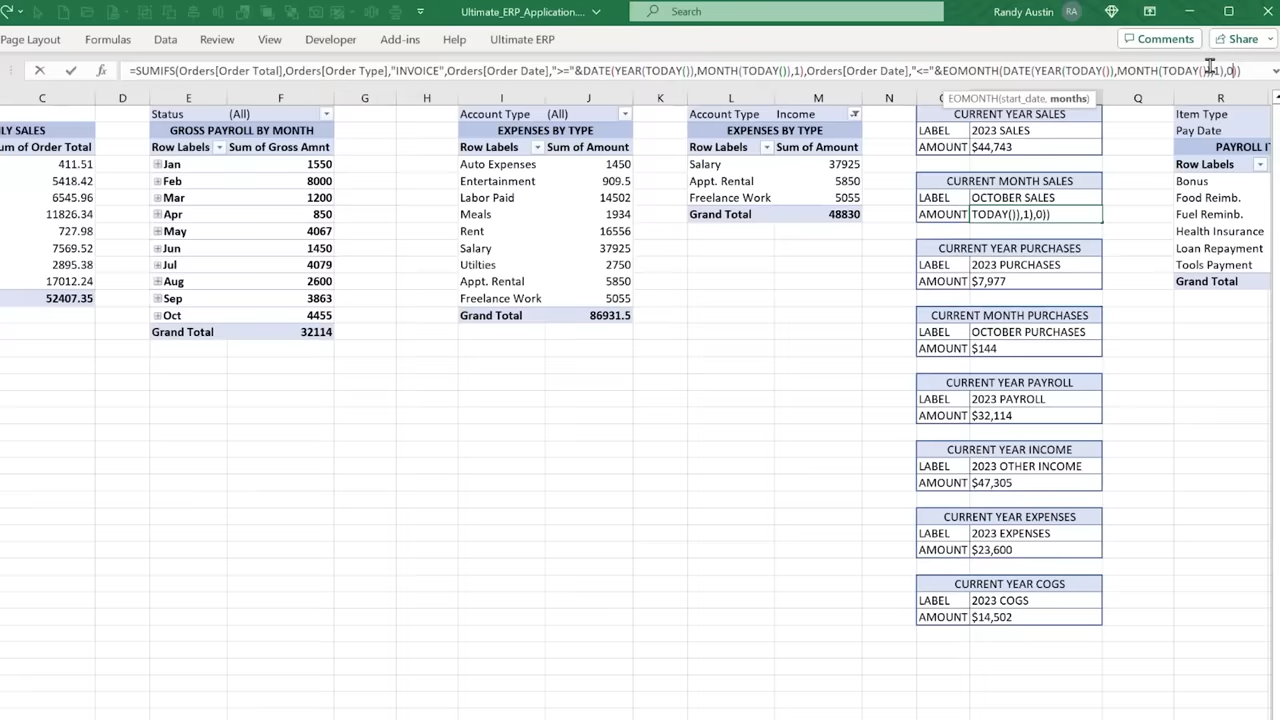 Ultimate_ERP_Application....
Search
Randy Austin
RA
Page Layout
Formulas
Data
Review
View
Developer
Add-ins
Help
Ultimate ERP
Comments
Share
=SUMIFS(Orders[Order Total],Orders[Order Type],"INVOICE",Orders[Order Date],">="&DATE(YEAR(TODAY()),MONTH(TODAY()),1),Orders[Order Date],"<="&EOMONTH(DATE(YEAR(TODAY()),MONTH(TODAY()),1),0))
EOMONTH(start_date, months)
C D E F G H I J K L M N Q R
LY SALES
um of Order Total
411.51
5418.42
6545.96
11826.34
727.98
7569.52
2895.38
17012.24
52407.35
Status (All)
GROSS PAYROLL BY MONTH
Row Labels Sum of Gross Amnt
Jan 1550
Feb 8000
Mar 1200
Apr 850
May 4067
Jun 1450
Jul 4079
Aug 2600
Sep 3863
Oct 4455
Grand Total 32114
Account Type (All)
EXPENSES BY TYPE
Row Labels Sum of Amount
Auto Expenses 1450
Entertainment 909.5
Labor Paid 14502
Meals 1934
Rent 16556
Salary 37925
Utilties 2750
Appt. Rental 5850
Freelance Work 5055
Grand Total 86931.5
Account Type Income
EXPENSES BY TYPE
Row Labels Sum of Amount
Salary 37925
Appt. Rental 5850
Freelance Work 5055
Grand Total 48830
CURRENT YEAR SALES
LABEL 2023 SALES
AMOUNT $44,743
CURRENT MONTH SALES
LABEL OCTOBER SALES
AMOUNT TODAY()),1),0))
CURRENT YEAR PURCHASES
LABEL 2023 PURCHASES
AMOUNT $7,977
CURRENT MONTH PURCHASES
LABEL OCTOBER PURCHASES
AMOUNT $144
CURRENT YEAR PAYROLL
LABEL 2023 PAYROLL
AMOUNT $32,114
CURRENT YEAR INCOME
LABEL 2023 OTHER INCOME
AMOUNT $47,305
CURRENT YEAR EXPENSES
LABEL 2023 EXPENSES
AMOUNT $23,600
CURRENT YEAR COGS
LABEL 2023 COGS
AMOUNT $14,502
Item Type
Pay Date
PAYROLL IT
Row Labels
Bonus
Food Reimb.
Fuel Reminb.
Health Insurance
Loan Repayment
Tools Payment
Grand Total